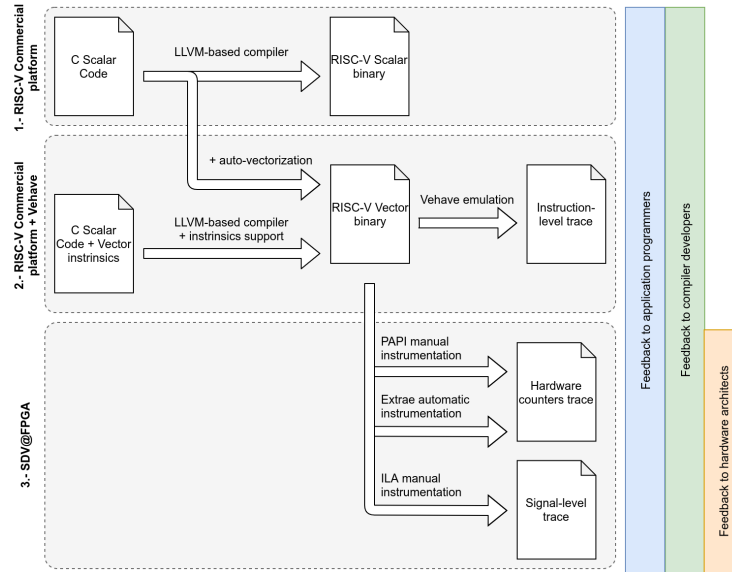 1.- RISC-V Commercial
platform
C Scalar
Code
LLVM-based compiler
RISC-V Scalar
binary
2.- RISC-V Commercial
platform + Vehave
+ auto-vectorization
C Scalar
Code + Vector
instrinsics
LLVM-based compiler
+ instrinsics support
RISC-V Vector
binary
Vehave emulation
Instruction-
level trace
3.- SDV@FPGA
PAPI manual
instrumentation
Extrae automatic
instrumentation
Hardware
counters trace
ILA manual
instrumentation
Signal-level
trace
Feedback to application programmers
Feedback to compiler developers
Feedback to hardware architects